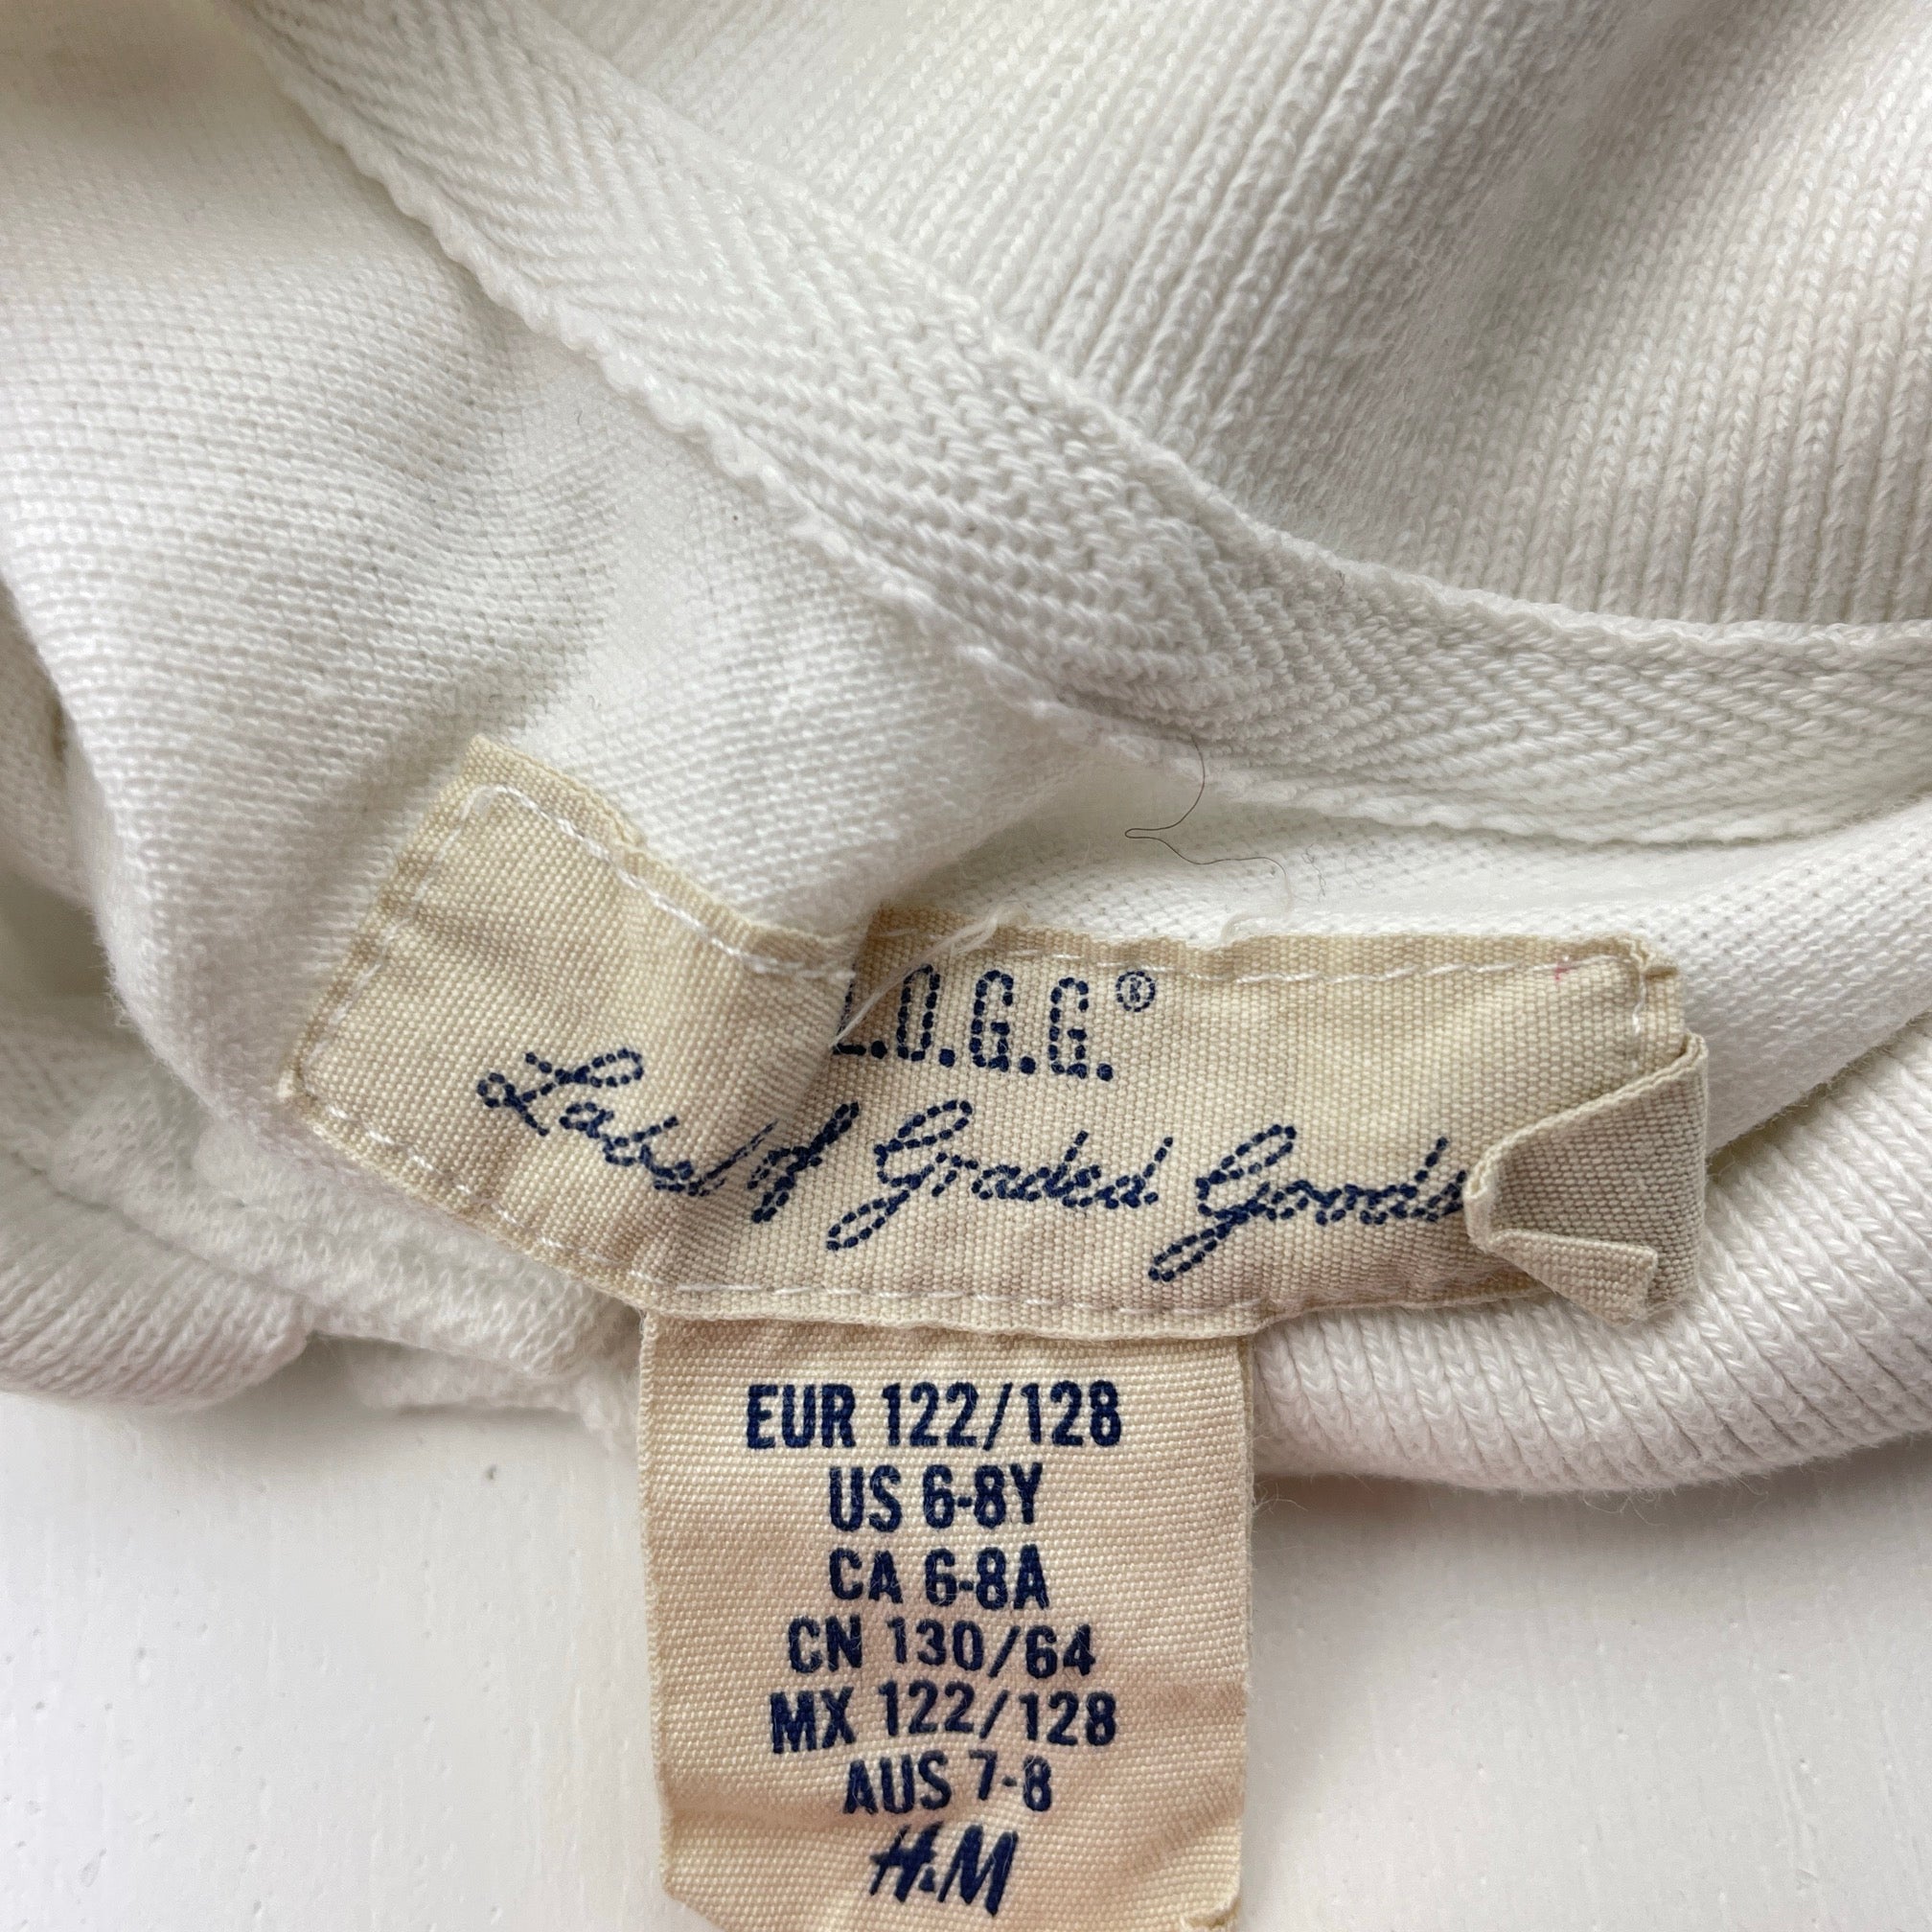 L.O.G.G.®
Label of Graded Goods
EUR 122/128
US 6-8Y
CA 6-8A
CN 130/64
MX 122/128
AUS 7-8
H&M